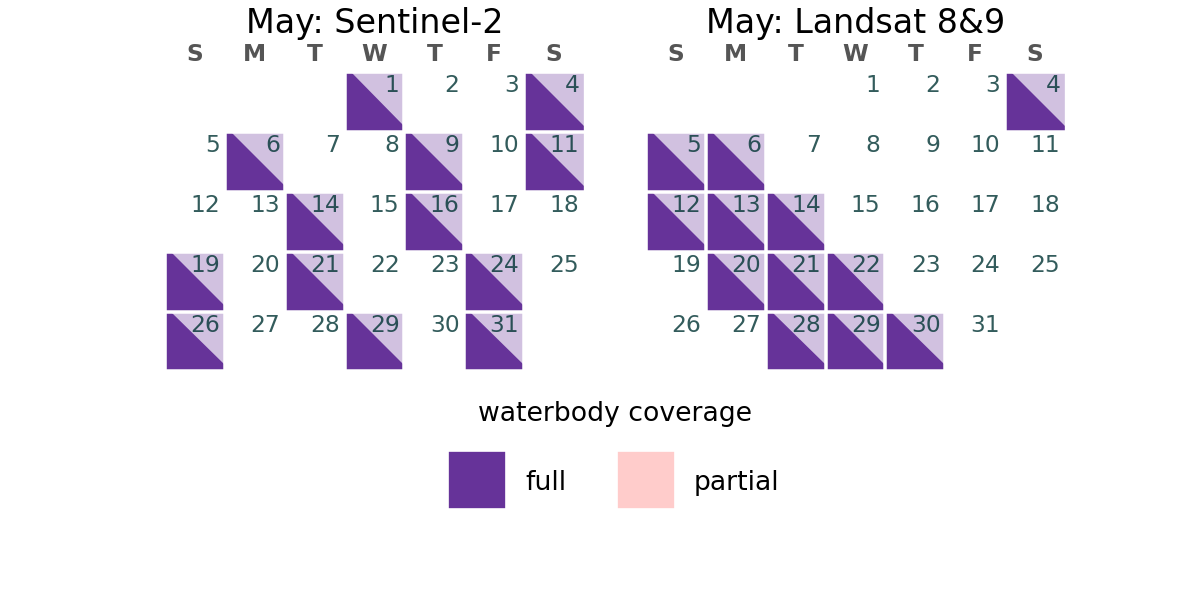 May: Sentinel-2
S M T W T F S
1 2 3 4
5 6 7 8 9 10 11
12 13 14 15 16 17 18
19 20 21 22 23 24 25
26 27 28 29 30 31
May: Landsat 8&9
S M T W T F S
1 2 3 4
5 6 7 8 9 10 11
12 13 14 15 16 17 18
19 20 21 22 23 24 25
26 27 28 29 30 31
waterbody coverage
full partial